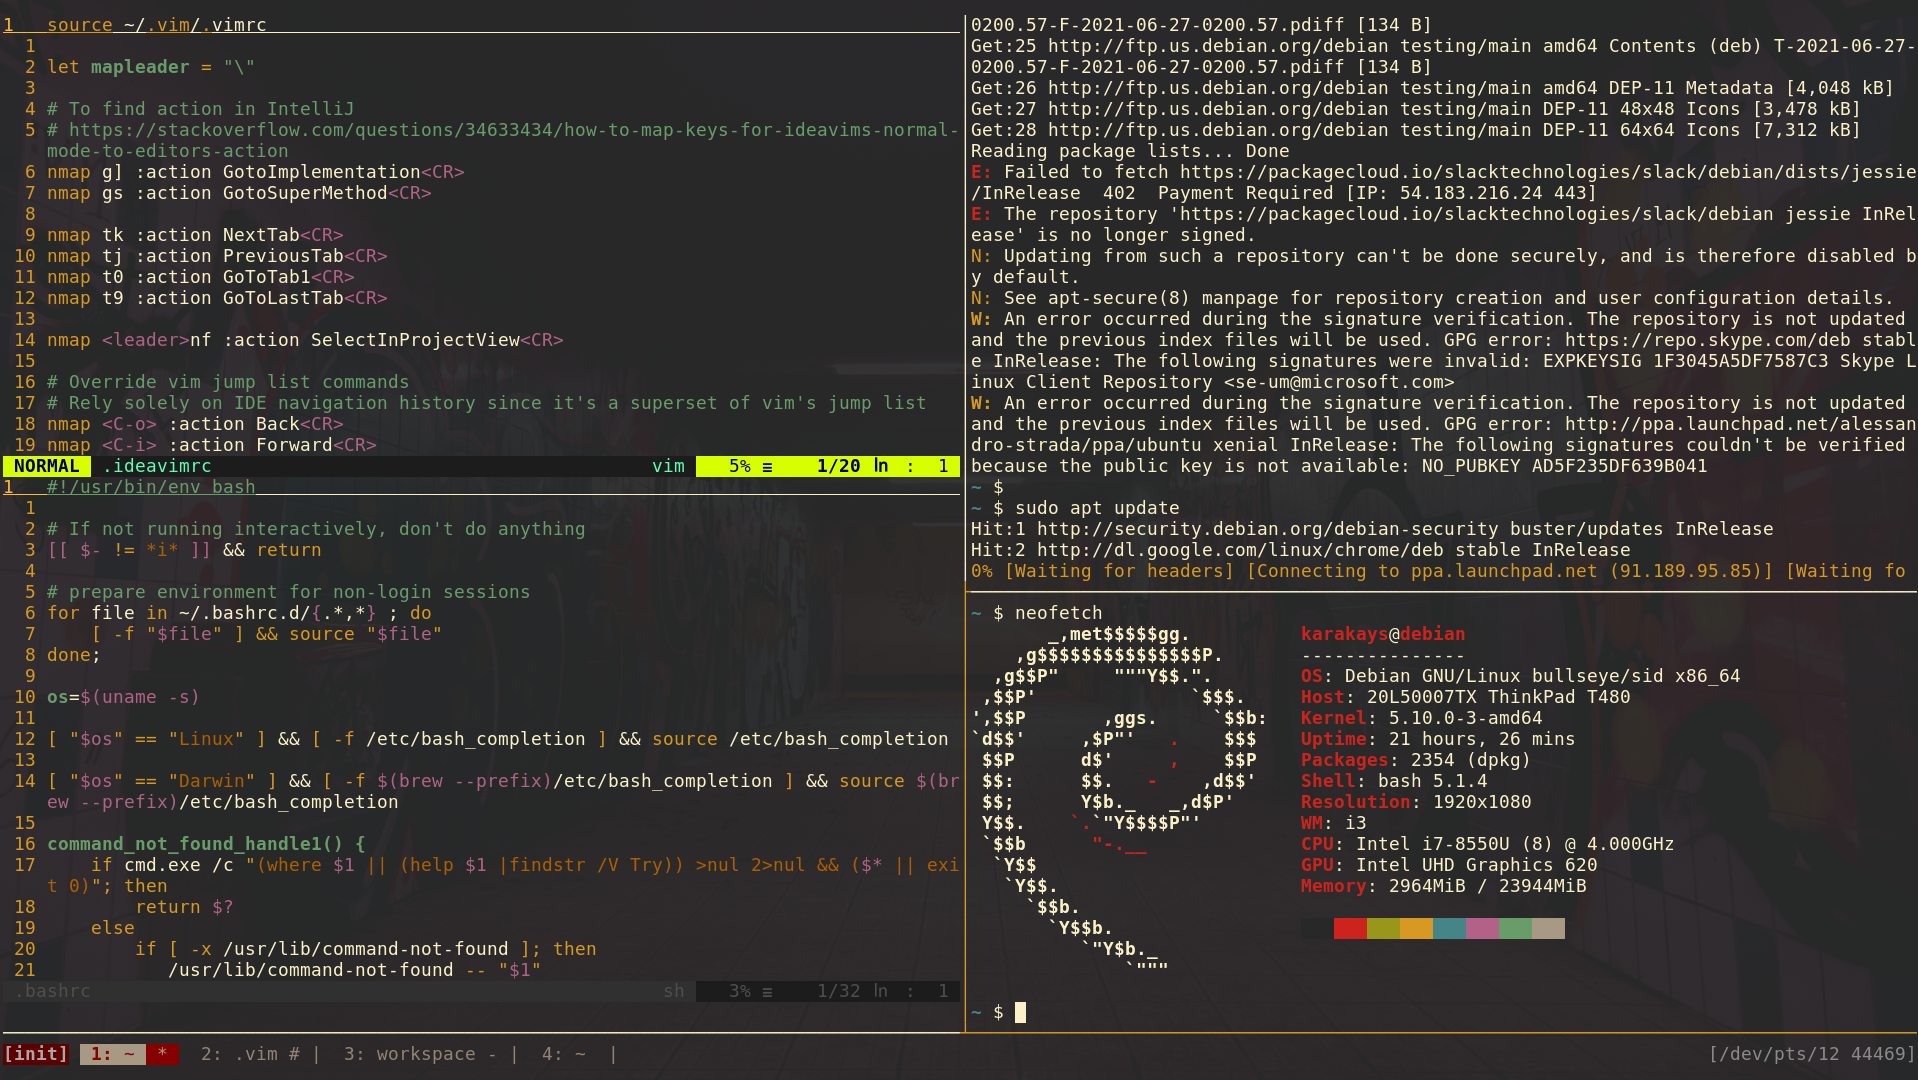 1   source ~/.vim/.vimrc
  1
  2 let mapleader = "\"
  3
  4 # To find action in IntelliJ
  5 # https://stackoverflow.com/questions/34633434/how-to-map-keys-for-ideavims-normal-
    mode-to-editors-action
  6 nmap g] :action GotoImplementation<CR>
  7 nmap gs :action GotoSuperMethod<CR>
  8
  9 nmap tk :action NextTab<CR>
 10 nmap tj :action PreviousTab<CR>
 11 nmap t0 :action GoToTab1<CR>
 12 nmap t9 :action GoToLastTab<CR>
 13
 14 nmap <leader>nf :action SelectInProjectView<CR>
 15
 16 # Override vim jump list commands
 17 # Rely solely on IDE navigation history since it's a superset of vim's jump list
 18 nmap <C-o> :action Back<CR>
 19 nmap <C-i> :action Forward<CR>
 NORMAL  .ideavimrc                                        vim    5% ≡    1/20 ln :  1
1   #!/usr/bin/env bash
  1
  2 # If not running interactively, don't do anything
  3 [[ $- != *i* ]] && return
  4
  5 # prepare environment for non-login sessions
  6 for file in ~/.bashrc.d/{.*,*} ; do
  7     [ -f "$file" ] && source "$file"
  8 done;
  9
 10 os=$(uname -s)
 11
 12 [ "$os" == "Linux" ] && [ -f /etc/bash_completion ] && source /etc/bash_completion
 13
 14 [ "$os" == "Darwin" ] && [ -f $(brew --prefix)/etc/bash_completion ] && source $(br
    ew --prefix)/etc/bash_completion
 15
 16 command_not_found_handle1() {
 17     if cmd.exe /c "(where $1 || (help $1 |findstr /V Try)) >nul 2>nul && ($* || exi
    t 0)"; then
 18         return $?
 19     else
 20         if [ -x /usr/lib/command-not-found ]; then
 21            /usr/lib/command-not-found -- "$1"
 .bashrc                                                    sh    3% ≡    1/32 ln :  1
0200.57-F-2021-06-27-0200.57.pdiff [134 B]
Get:25 http://ftp.us.debian.org/debian testing/main amd64 Contents (deb) T-2021-06-27-
0200.57-F-2021-06-27-0200.57.pdiff [134 B]
Get:26 http://ftp.us.debian.org/debian testing/main amd64 DEP-11 Metadata [4,048 kB]
Get:27 http://ftp.us.debian.org/debian testing/main DEP-11 48x48 Icons [3,478 kB]
Get:28 http://ftp.us.debian.org/debian testing/main DEP-11 64x64 Icons [7,312 kB]
Reading package lists... Done
E: Failed to fetch https://packagecloud.io/slacktechnologies/slack/debian/dists/jessie
/InRelease  402  Payment Required [IP: 54.183.216.24 443]
E: The repository 'https://packagecloud.io/slacktechnologies/slack/debian jessie InRel
ease' is no longer signed.
N: Updating from such a repository can't be done securely, and is therefore disabled b
y default.
N: See apt-secure(8) manpage for repository creation and user configuration details.
W: An error occurred during the signature verification. The repository is not updated
and the previous index files will be used. GPG error: https://repo.skype.com/deb stabl
e InRelease: The following signatures were invalid: EXPKEYSIG 1F3045A5DF7587C3 Skype L
inux Client Repository <se-um@microsoft.com>
W: An error occurred during the signature verification. The repository is not updated
and the previous index files will be used. GPG error: http://ppa.launchpad.net/alessan
dro-strada/ppa/ubuntu xenial InRelease: The following signatures couldn't be verified
because the public key is not available: NO_PUBKEY AD5F235DF639B041
~ $
~ $ sudo apt update
Hit:1 http://security.debian.org/debian-security buster/updates InRelease
Hit:2 http://dl.google.com/linux/chrome/deb stable InRelease
0% [Waiting for headers] [Connecting to ppa.launchpad.net (91.189.95.85)] [Waiting fo
~ $ neofetch
       _,met$$$$$gg.          karakays@debian
    ,g$$$$$$$$$$$$$$$P.       ---------------
  ,g$$P"     """Y$$.".        OS: Debian GNU/Linux bullseye/sid x86_64
 ,$$P'              `$$$.     Host: 20L50007TX ThinkPad T480
',$$P       ,ggs.     `$$b:   Kernel: 5.10.0-3-amd64
`d$$'     ,$P"'   .    $$$    Uptime: 21 hours, 26 mins
 $$P      d$'     ,    $$P    Packages: 2354 (dpkg)
 $$:      $$.   -    ,d$$'    Shell: bash 5.1.4
 $$;      Y$b._   _,d$P'      Resolution: 1920x1080
 Y$$.    `.`"Y$$$$P"'         WM: i3
 `$$b      "-.__              CPU: Intel i7-8550U (8) @ 4.000GHz
  `Y$$                        GPU: Intel UHD Graphics 620
   `Y$$.                      Memory: 2964MiB / 23944MiB
     `$$b.
       `Y$$b.
          `"Y$b._
              `"""
~ $
[init]  1: ~  *  2: .vim # |  3: workspace - |  4: ~  |                    [/dev/pts/12 44469]